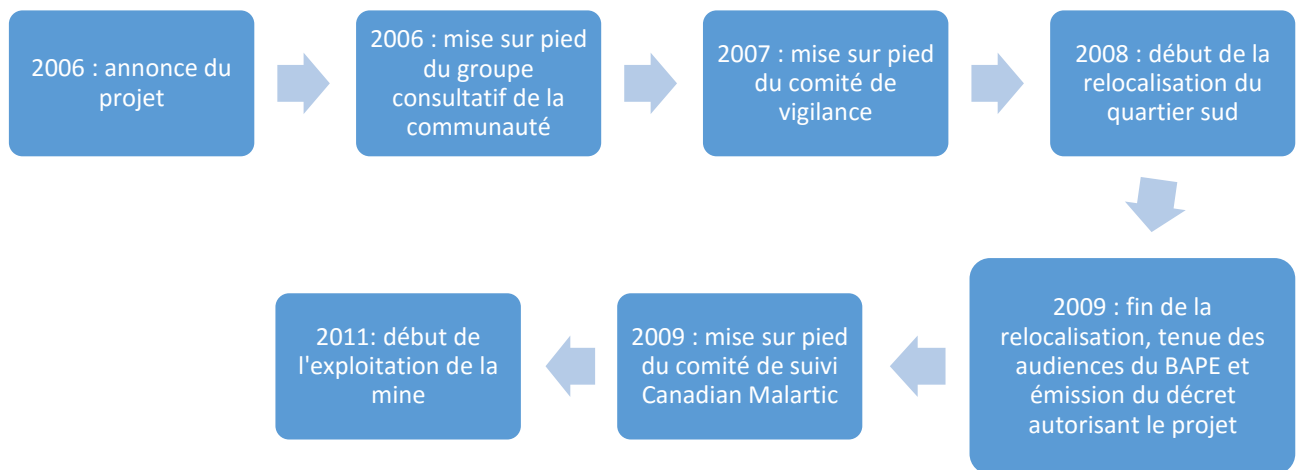 2006 : annonce du
projet
2006 : mise sur pied
du groupe
consultatif de la
communauté
2007 : mise sur pied
du comité de
vigilance
2008 : début de la
relocalisation du
quartier sud
2009 : fin de la
relocalisation, tenue des
audiences du BAPE et
émission du décret
autorisant le projet
2009 : mise sur pied
du comité de suivi
Canadian Malartic
2011: début de
l'exploitation de la
mine